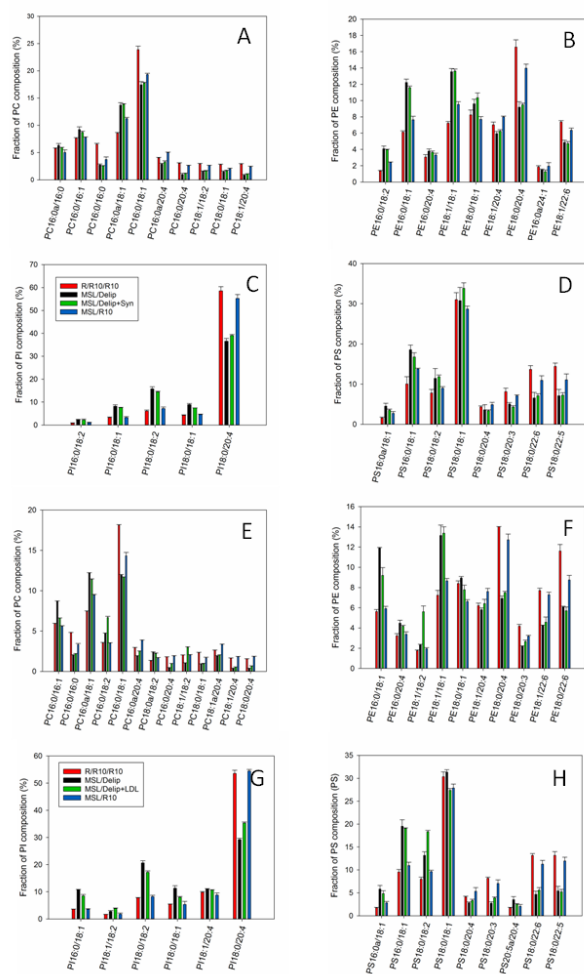 A
Fraction of PC composition (%)
30
25
20
15
10
5
0
PC16:0a/16:0
PC16:0/16:1
PC16:0/16:0
PC16:0a/18:1
PC16:0/18:1
PC16:0a/20:4
PC16:0/20:4
PC18:1/18:2
PC18:0/18:1
PC18:1/20:4
B
Fraction of PE composition (%)
20
18
16
14
12
10
8
6
4
2
0
PE16:0/18:2
PE16:0/18:1
PE16:0/20:4
PE18:1/18:1
PE18:0/18:1
PE18:1/20:4
PE18:0/20:4
PE16:0a/24:1
PE18:1/22:6
C
Fraction of PI composition (%)
70
60
50
40
30
20
10
0
R/R10/R10
MSL/Delip
MSL/Delip+Syn
MSL/R10
PI16:0/18:2
PI16:0/18:1
PI18:0/18:2
PI18:0/18:1
PI18:0/20:4
D
Fraction of PS composition (%)
40
30
20
10
0
PS16:0a/18:1
PS16:0/18:1
PS18:0/18:2
PS18:0/18:1
PS18:0/20:4
PS18:0/20:3
PS18:0/22:6
PS18:0/22:5
E
Fraction of PC composition (%)
20
15
10
5
0
PC16:0/16:1
PC16:0/16:0
PC16:0a/18:1
PC16:0/18:2
PC16:0/18:1
PC16:0a/20:4
PC18:0a/18:2
PC16:0/20:4
PC18:1/18:2
PC18:0/18:1
PC18:1a/20:4
PC18:1/20:4
PC18:0/20:4
F
Fraction of PE composition (%)
16
14
12
10
8
6
4
2
0
PE16:0/18:1
PE16:0/20:4
PE18:1/18:2
PE18:1/18:1
PE18:0/18:1
PE18:1/20:4
PE18:0/20:4
PE18:0/20:3
PE18:1/22:6
PE18:0/22:6
G
Fraction of PI composition (%)
60
50
40
30
20
10
0
R/R10/R10
MSL/Delip
MSL/Delip+LDL
MSL/R10
PI16:0/18:1
PI18:1/18:2
PI18:0/18:2
PI18:0/18:1
PI18:1/20:4
PI18:0/20:4
H
Fraction of PS composition (PS)
35
30
25
20
15
10
5
0
PS16:0a/18:1
PS16:0/18:1
PS18:0/18:2
PS18:0/18:1
PS18:0/20:4
PS18:0/20:3
PS20:5a/20:4
PS18:0/22:6
PS18:0/22:5